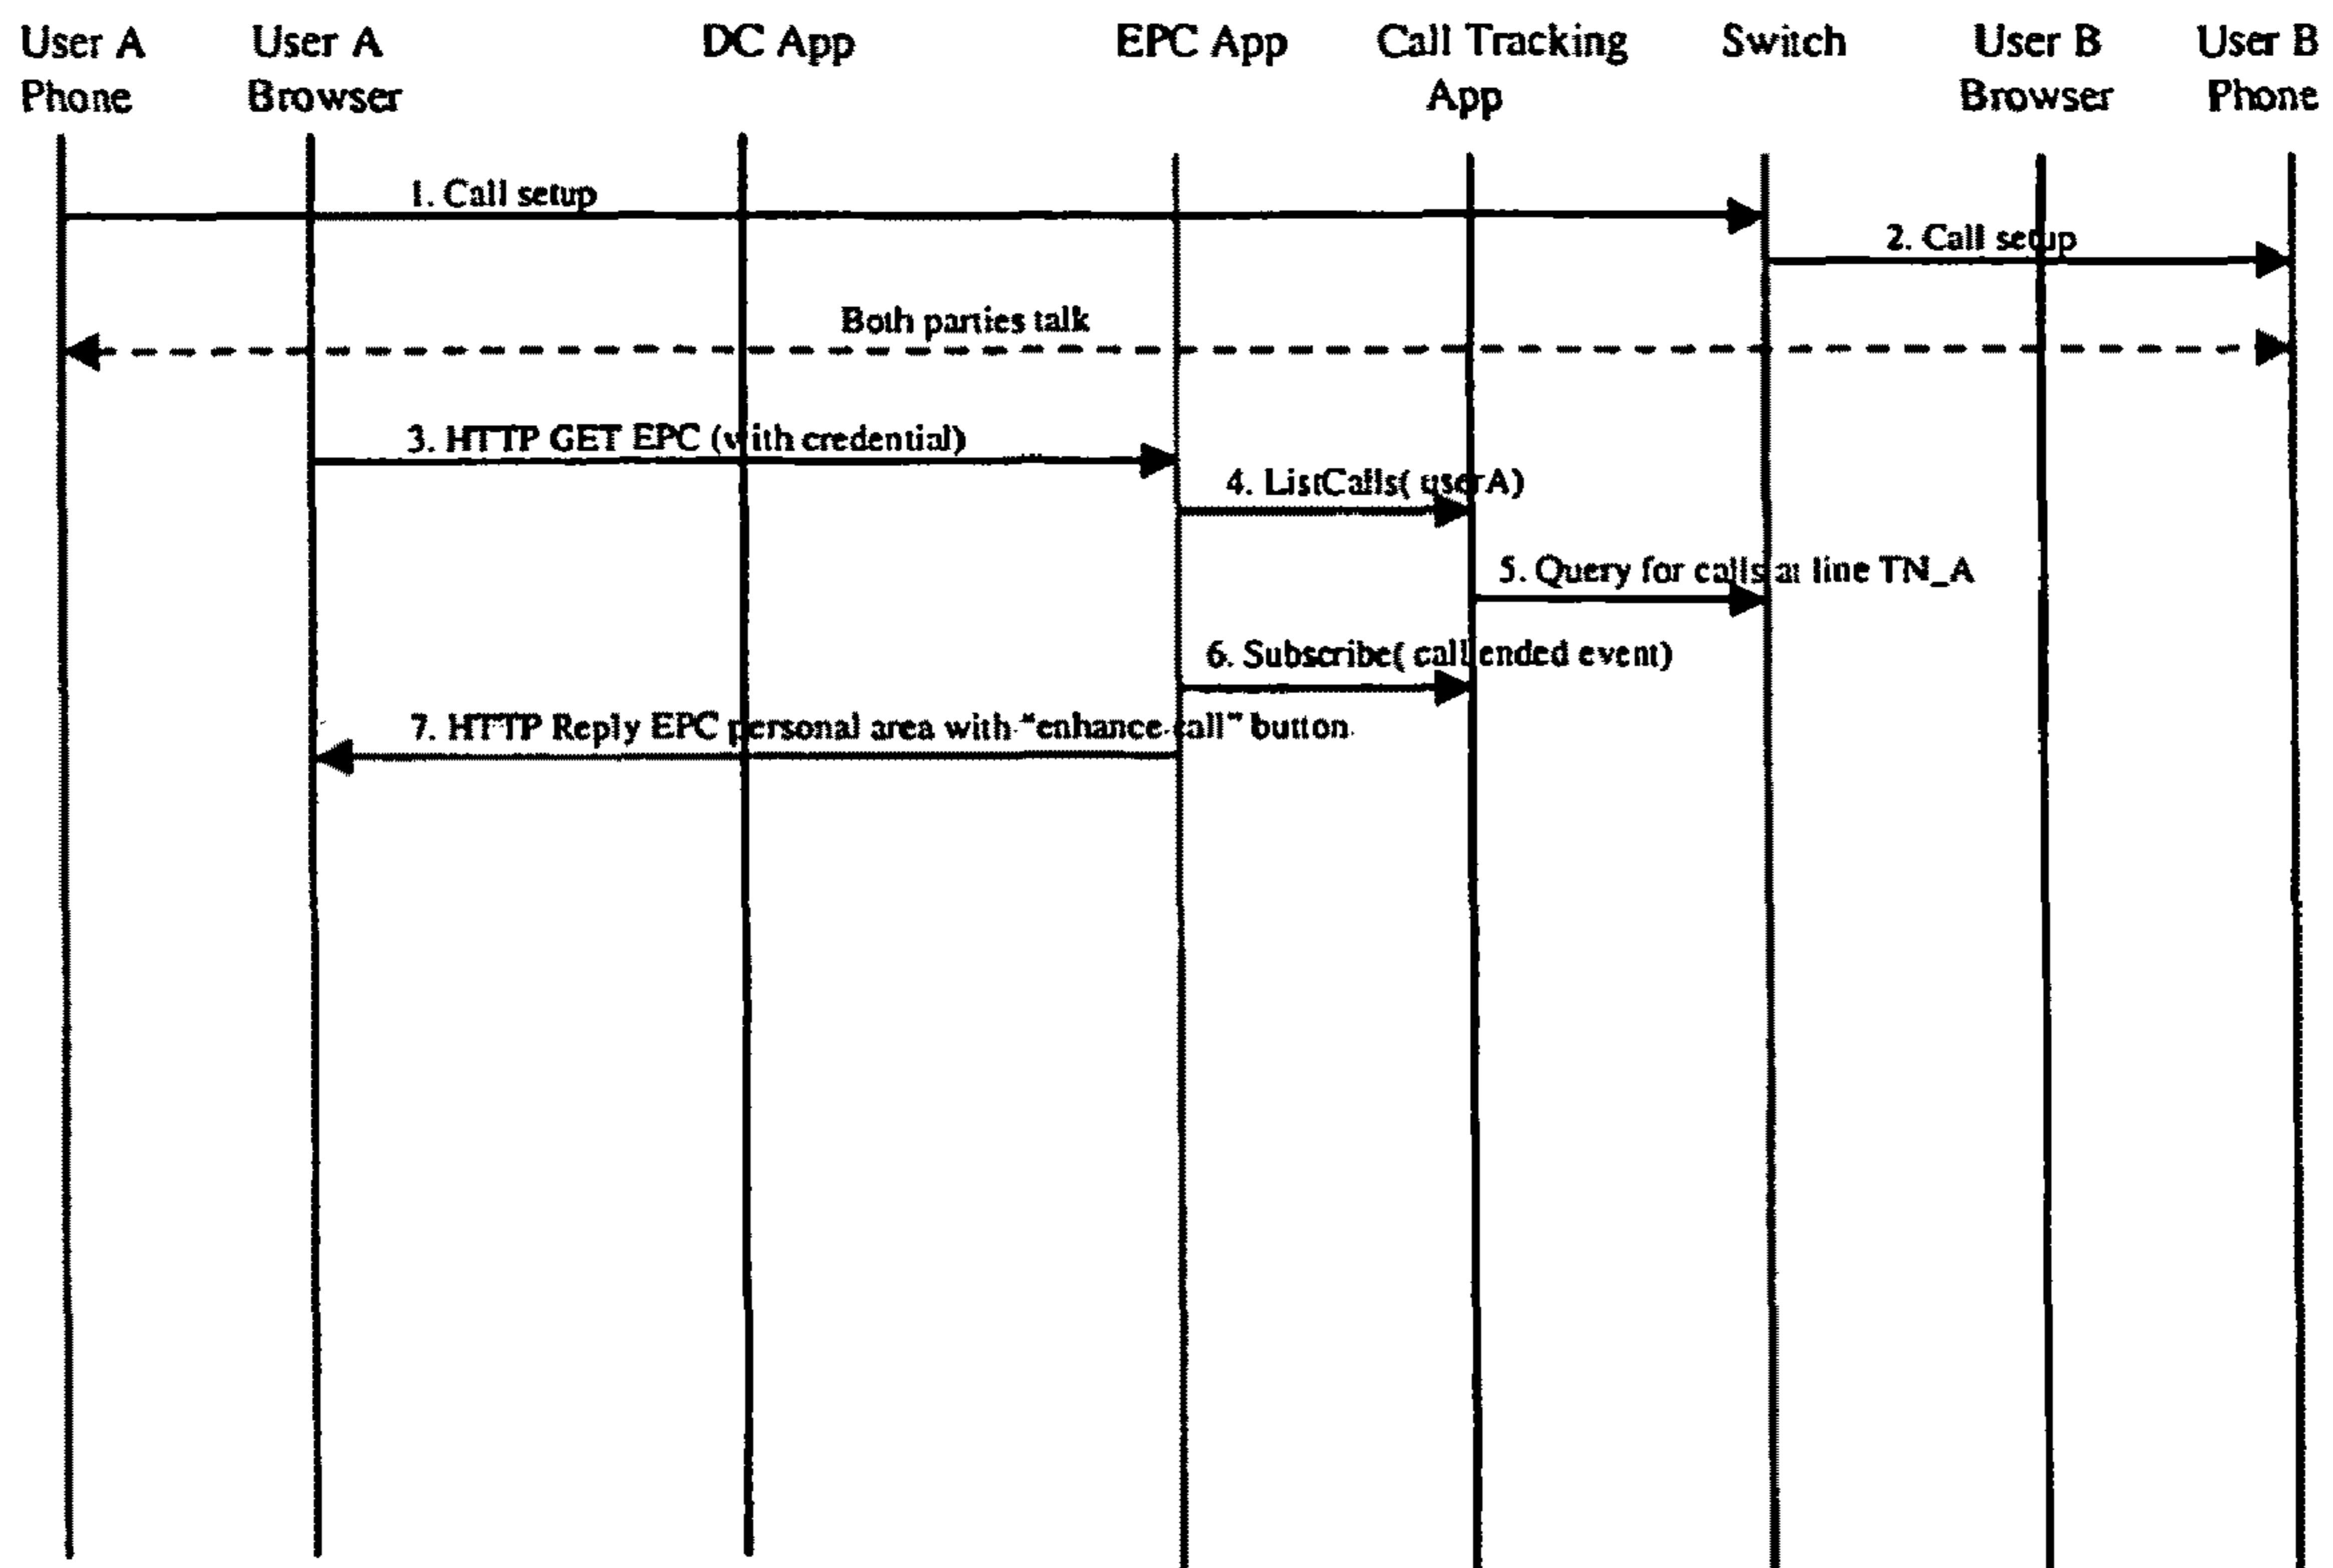 User A Phone
User A Browser
DC App
EPC App
Call Tracking App
Switch
User B Browser
User B Phone
1. Call setup
2. Call setup
Both parties talk
3. HTTP GET EPC (with credential)
4. ListCalls( userA)
5. Query for calls at line TN_A
6. Subscribe( call ended event)
7. HTTP Reply EPC personal area with "enhance call" button